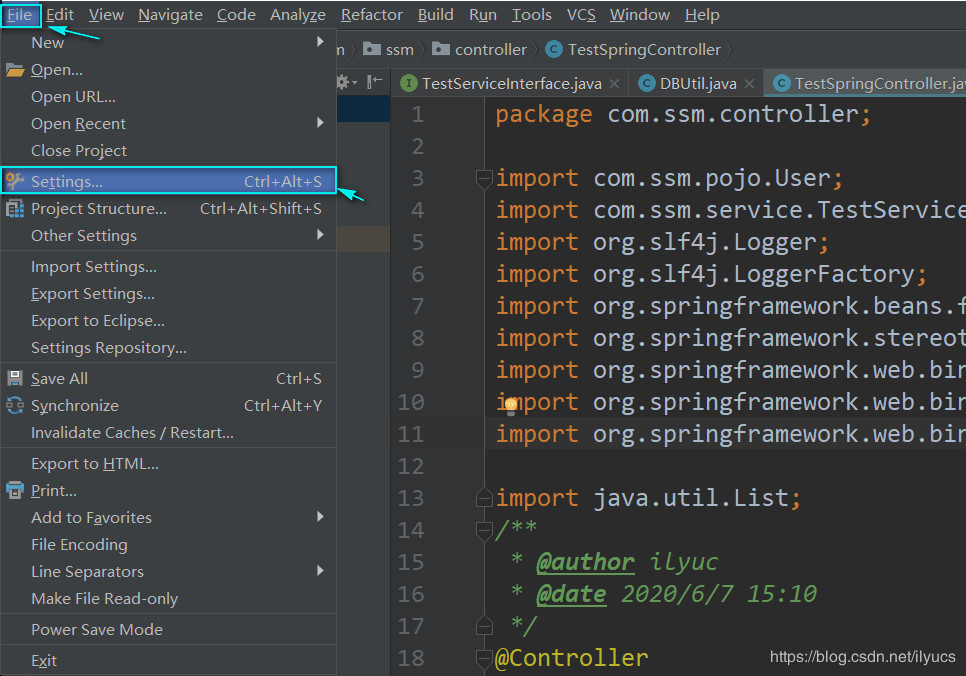 File Edit View Navigate Code Analyze Refactor Build Run Tools VCS Window Help
ssm controller TestSpringController
TestServiceInterface.java DBUtil.java TestSpringController.jav
New
Open...
Open URL...
Open Recent
Close Project
Settings... Ctrl+Alt+S
Project Structure... Ctrl+Alt+Shift+S
Other Settings
Import Settings...
Export Settings...
Export to Eclipse...
Settings Repository...
Save All Ctrl+S
Synchronize Ctrl+Alt+Y
Invalidate Caches / Restart...
Export to HTML...
Print...
Add to Favorites
File Encoding
Line Separators
Make File Read-only
Power Save Mode
Exit
1 package com.ssm.controller;
2
3 import com.ssm.pojo.User;
4 import com.ssm.service.TestService
5 import org.slf4j.Logger;
6 import org.slf4j.LoggerFactory;
7 import org.springframework.beans.f
8 import org.springframework.stereot
9 import org.springframework.web.bin
10 import org.springframework.web.bin
11 import org.springframework.web.bin
12
13 import java.util.List;
14 /**
15 * @author ilyuc
16 * @date 2020/6/7 15:10
17 */
18 @Controller
https://blog.csdn.net/ilyucs